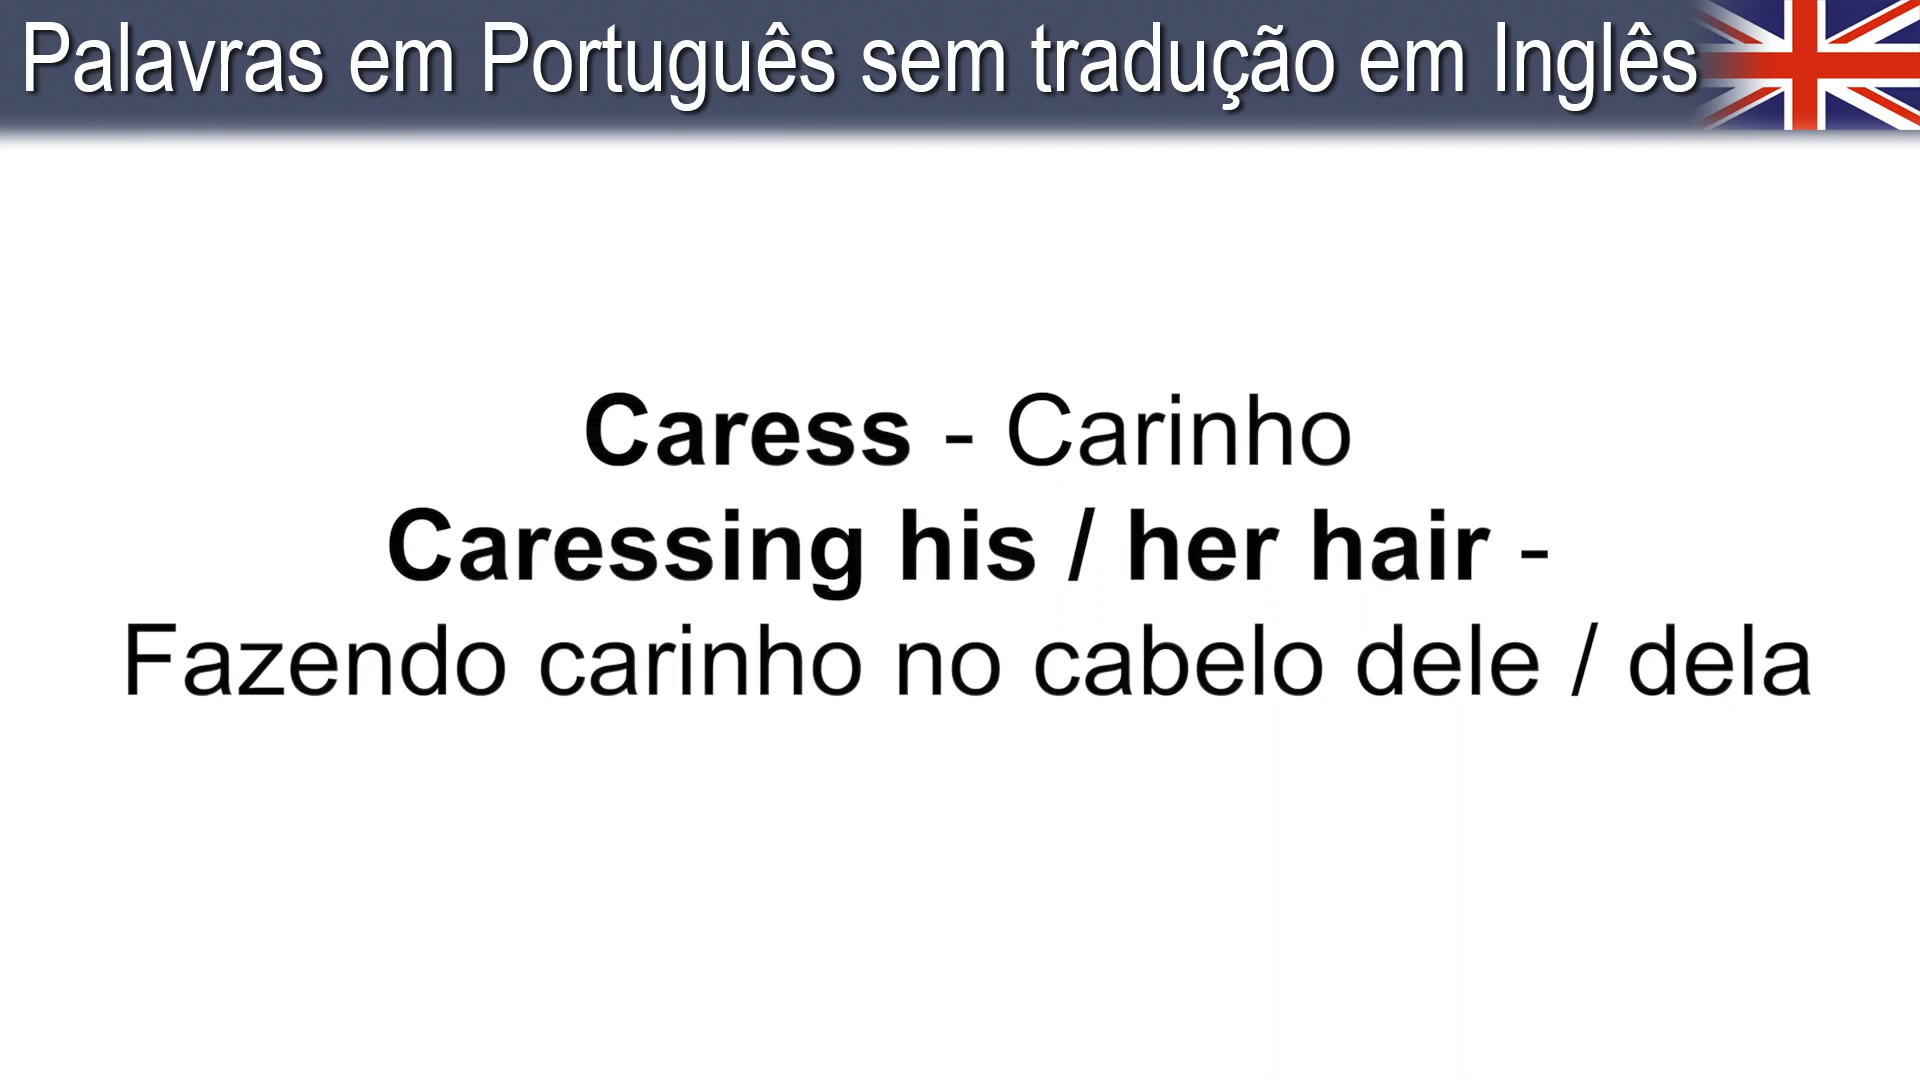 Palavras em Português sem tradução em Inglês
Caress - Carinho
Caressing his / her hair -
Fazendo carinho no cabelo dele / dela